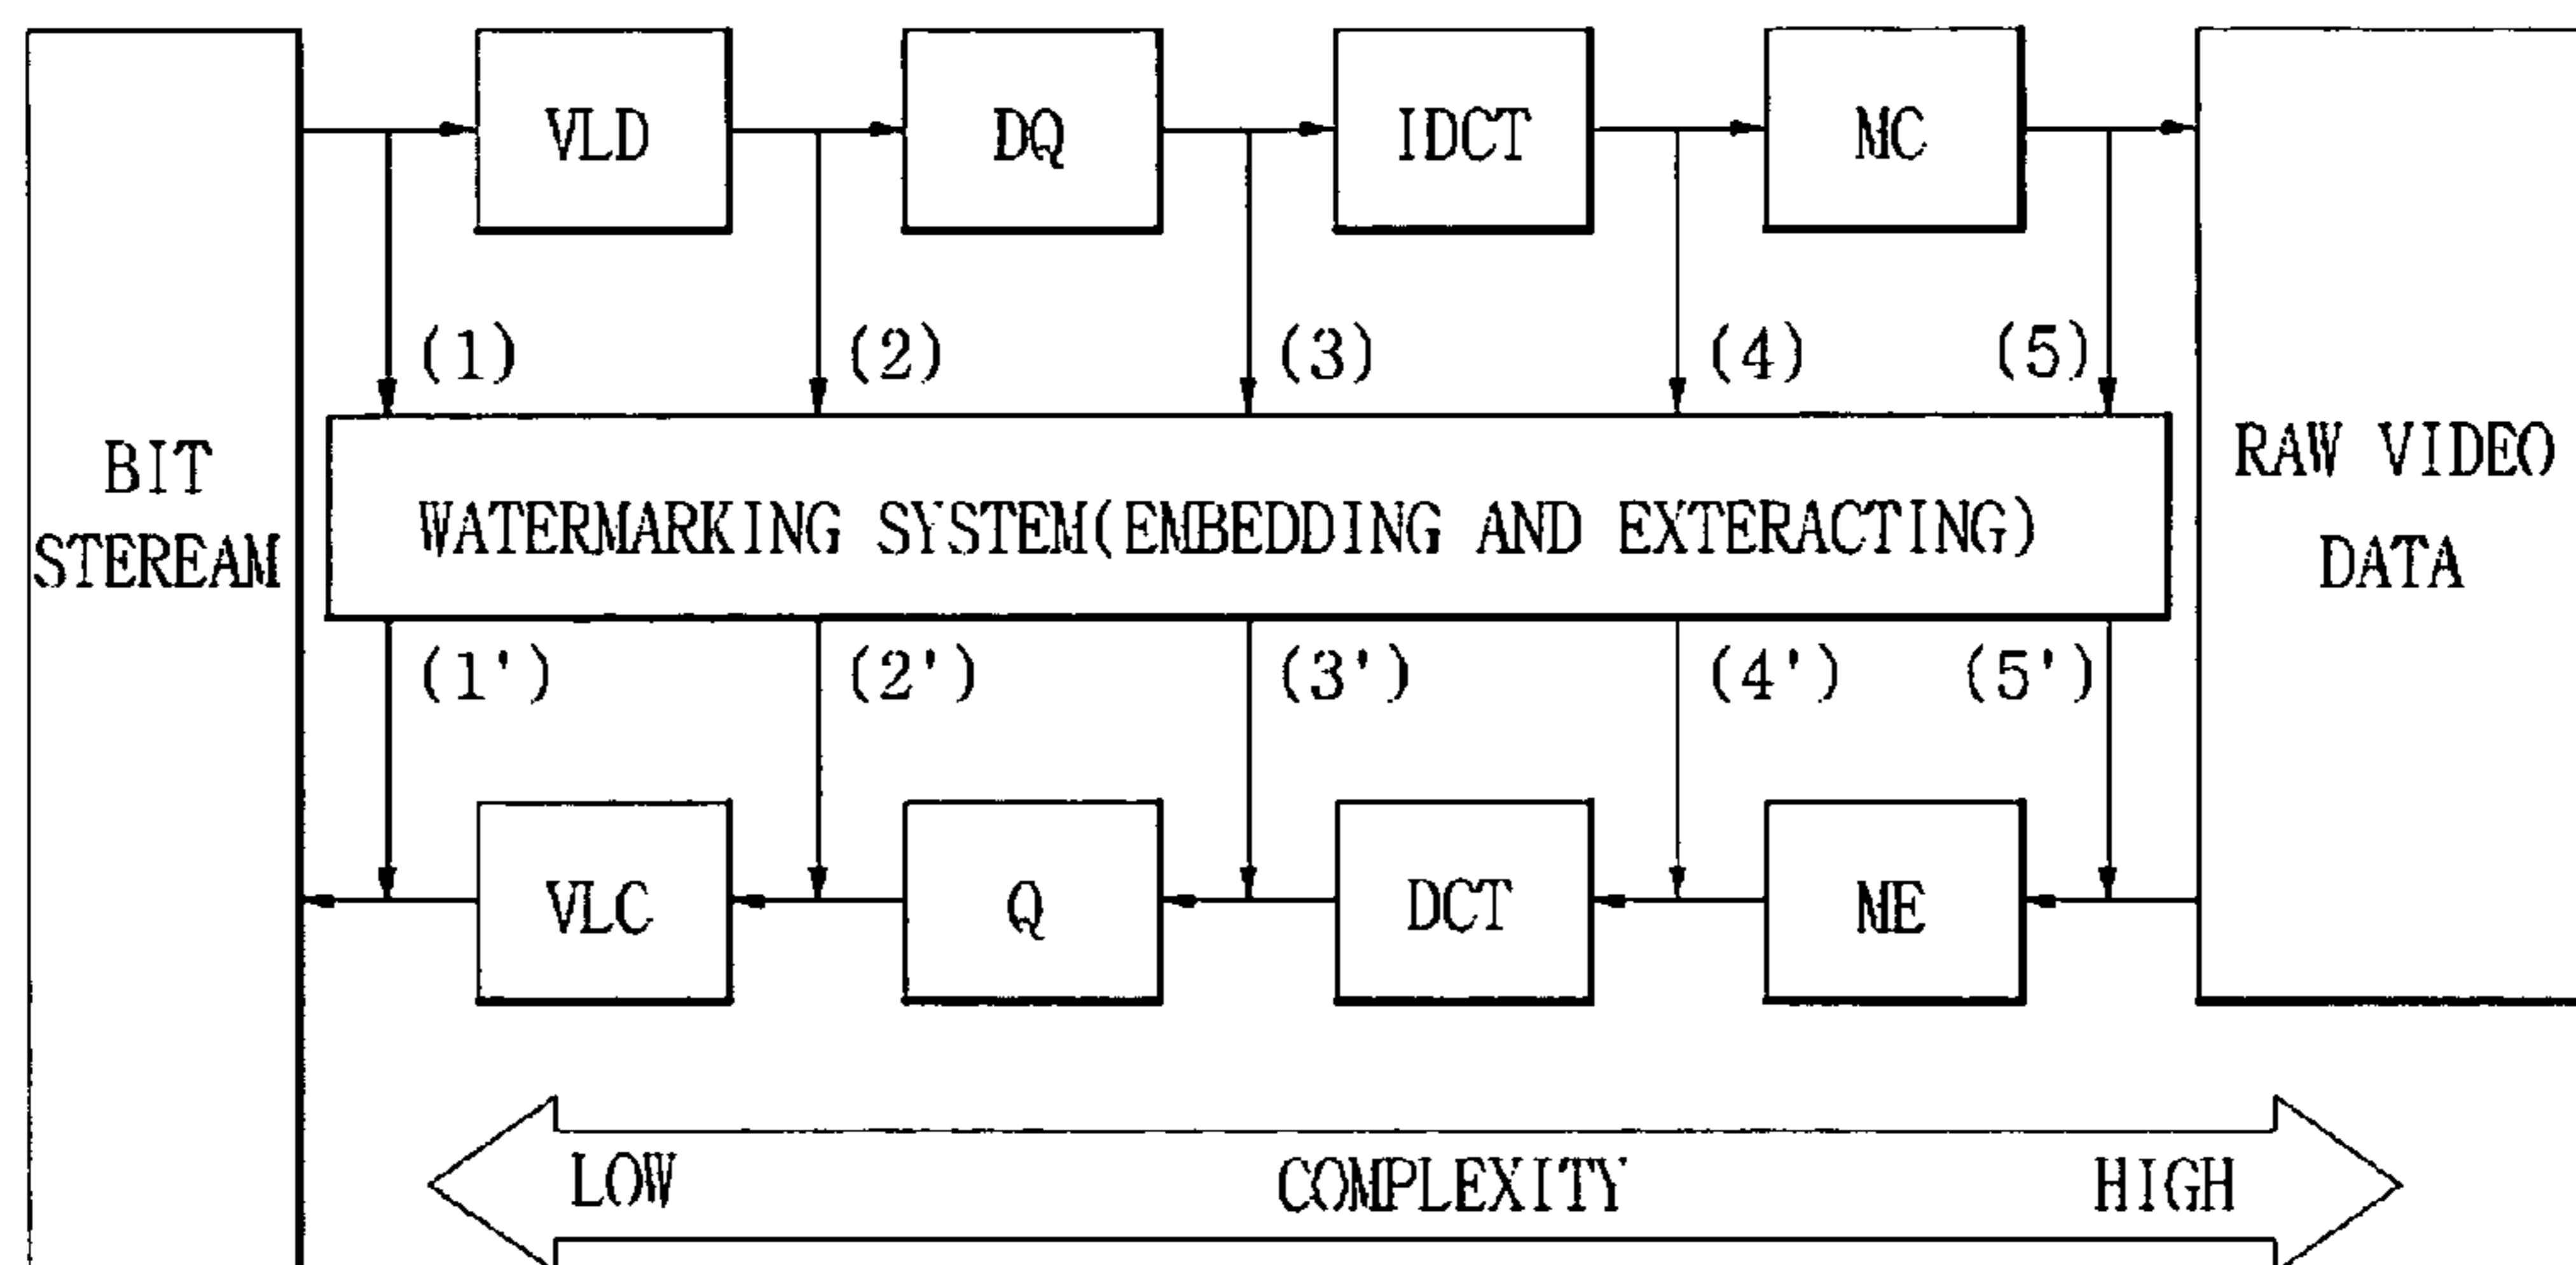 VLD
DQ
IDCT
MC
(1)
(2)
(3)
(4)
(5)
BIT
STEREAM
WATERMARKING SYSTEM(EMBEDDING AND EXTERACTING)
RAW VIDEO
DATA
(1')
(2')
(3')
(4')
(5')
VLC
Q
DCT
ME
LOW
COMPLEXITY
HIGH